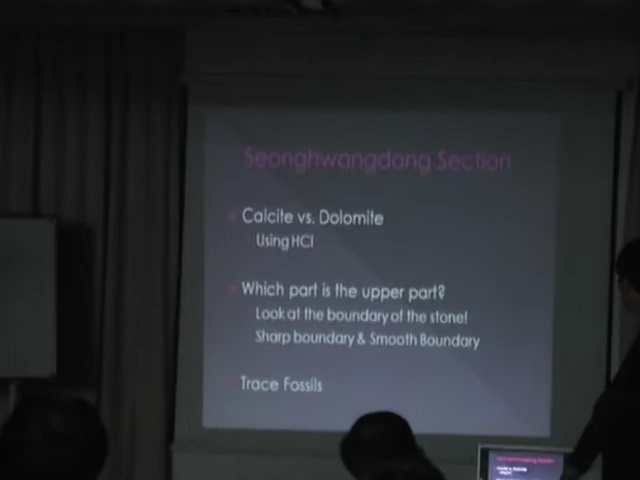 Seonghwangdong Section
Calcite vs. Dolomite
Using HCl
Which part is the upper part?
Look at the boundary of the stone!
Sharp boundary & Smooth Boundary
Trace Fossils